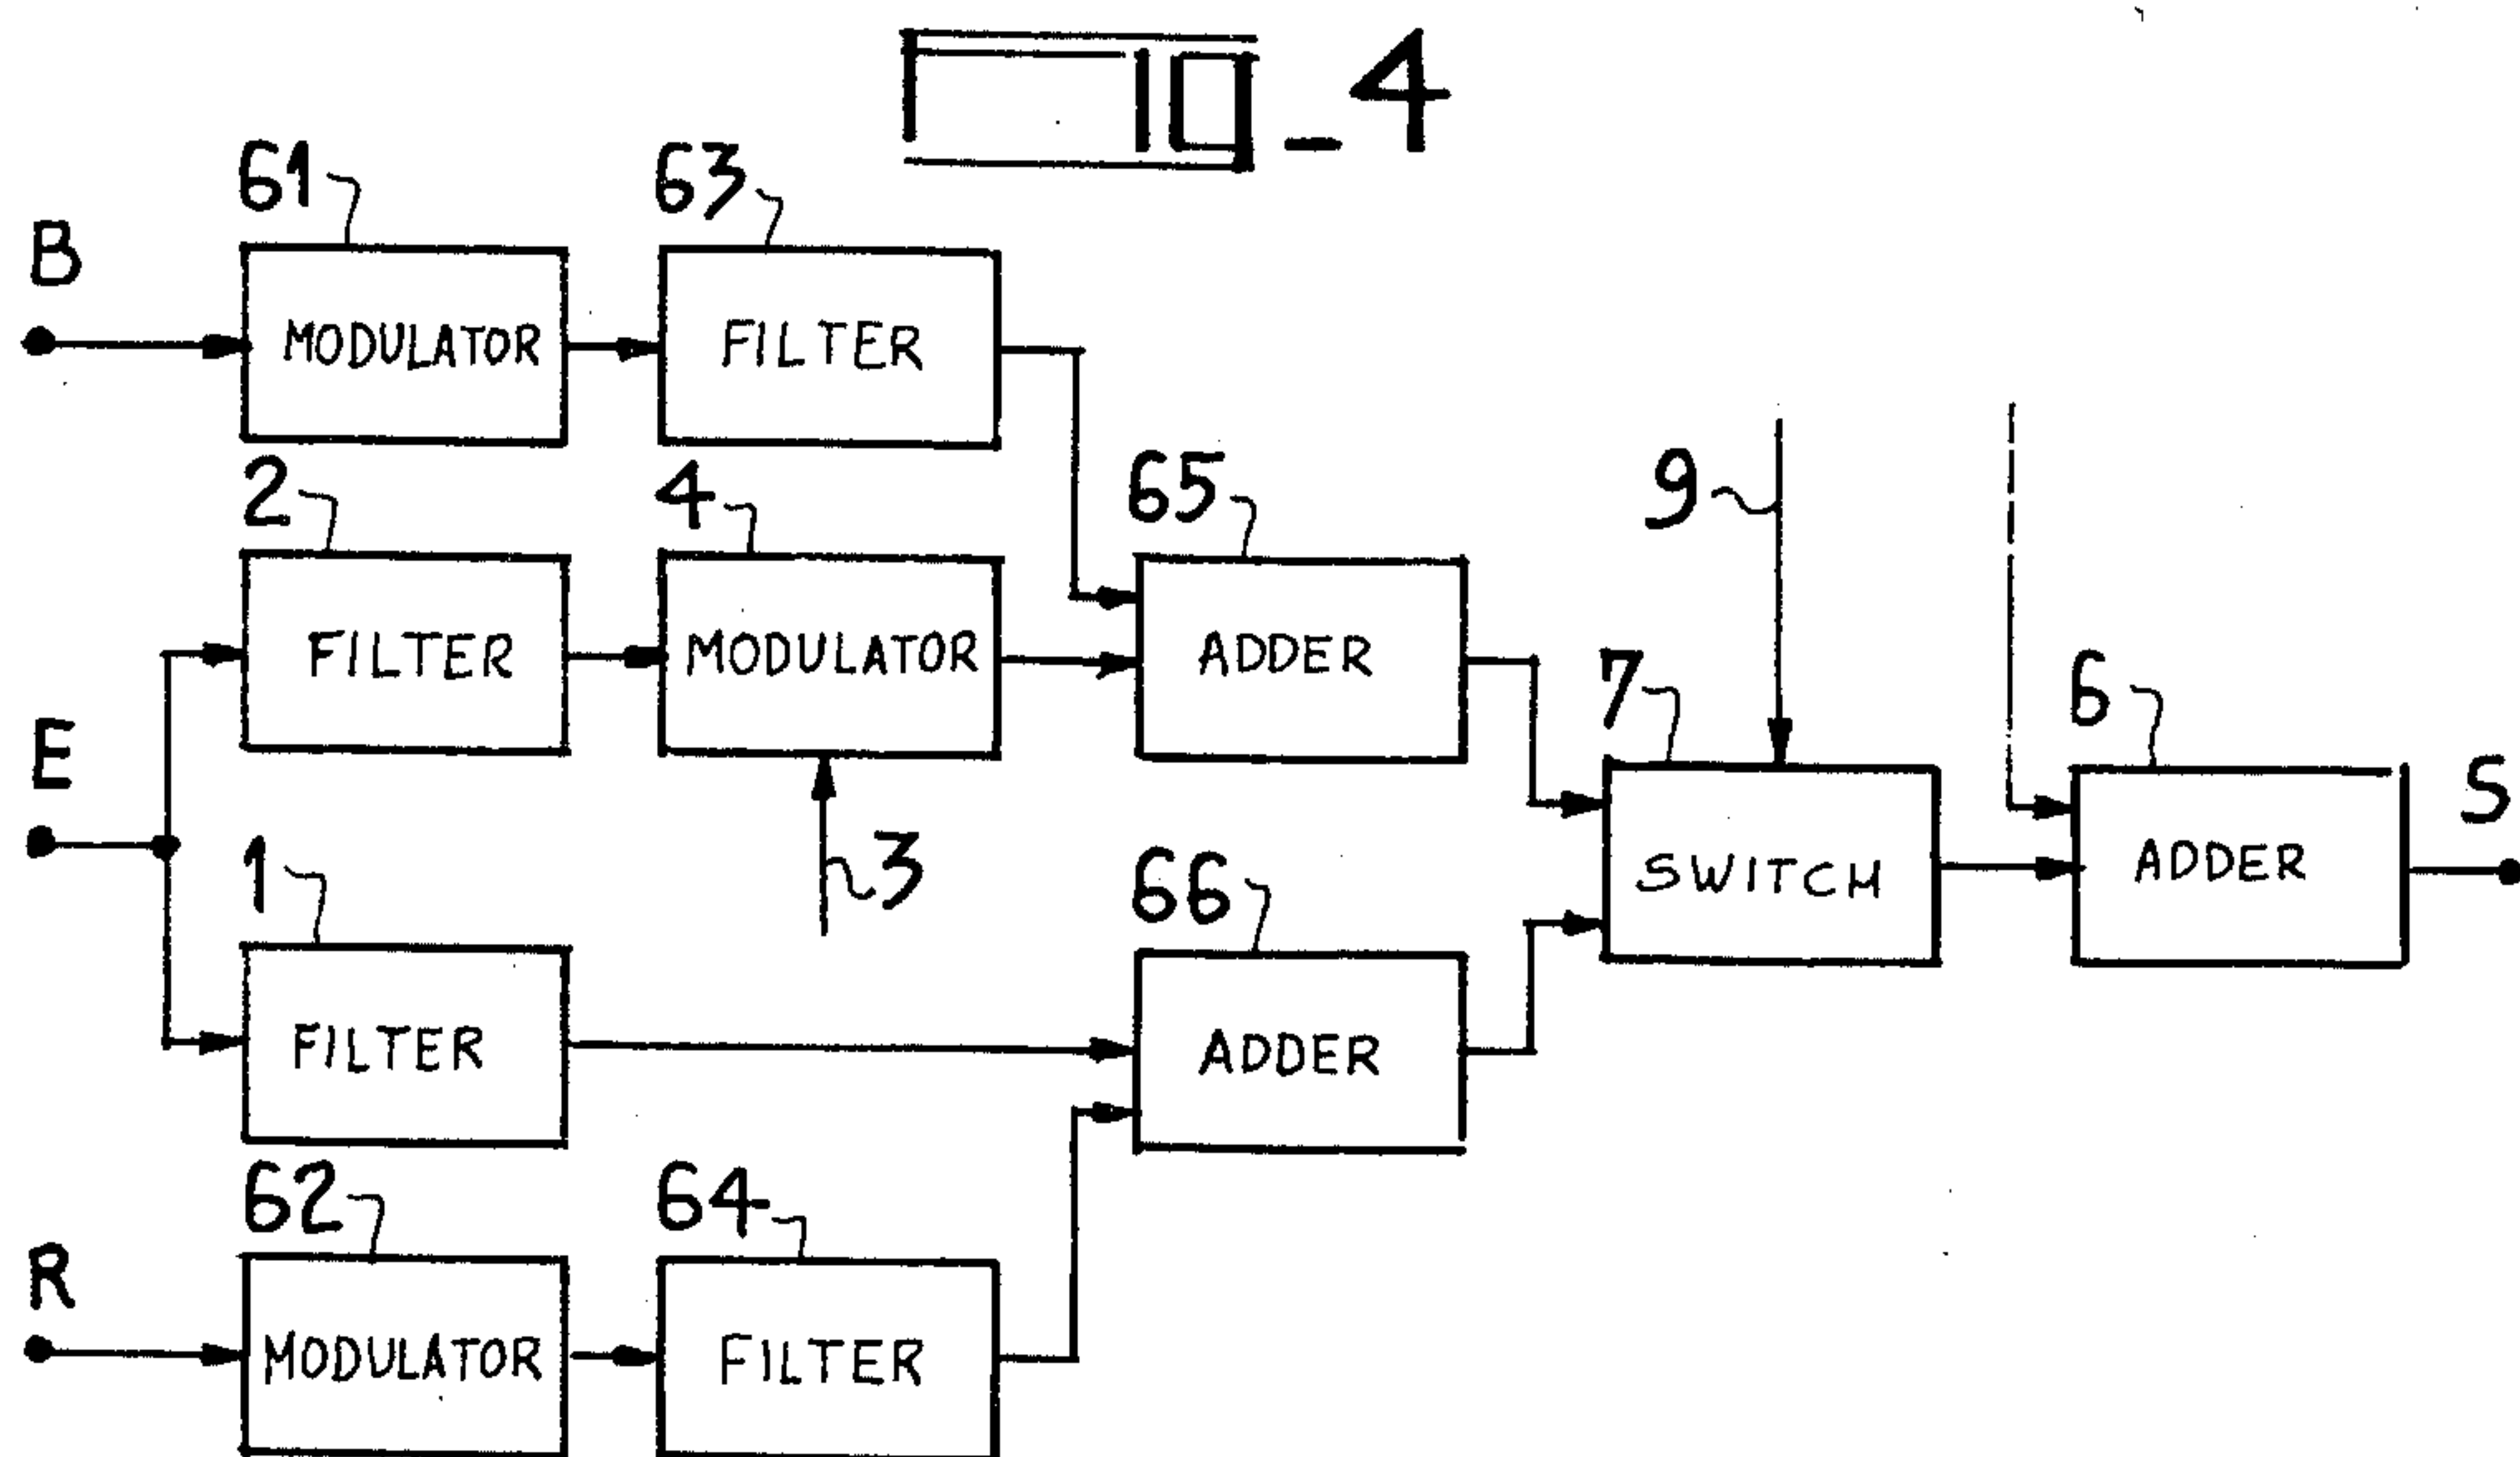 FIG_4
61
63
B
MODULATOR
FILTER
2
4
65
9
FILTER
MODULATOR
ADDER
7
6
E
S
1
3
66
SWITCH
ADDER
FILTER
ADDER
62
64
R
MODULATOR
FILTER